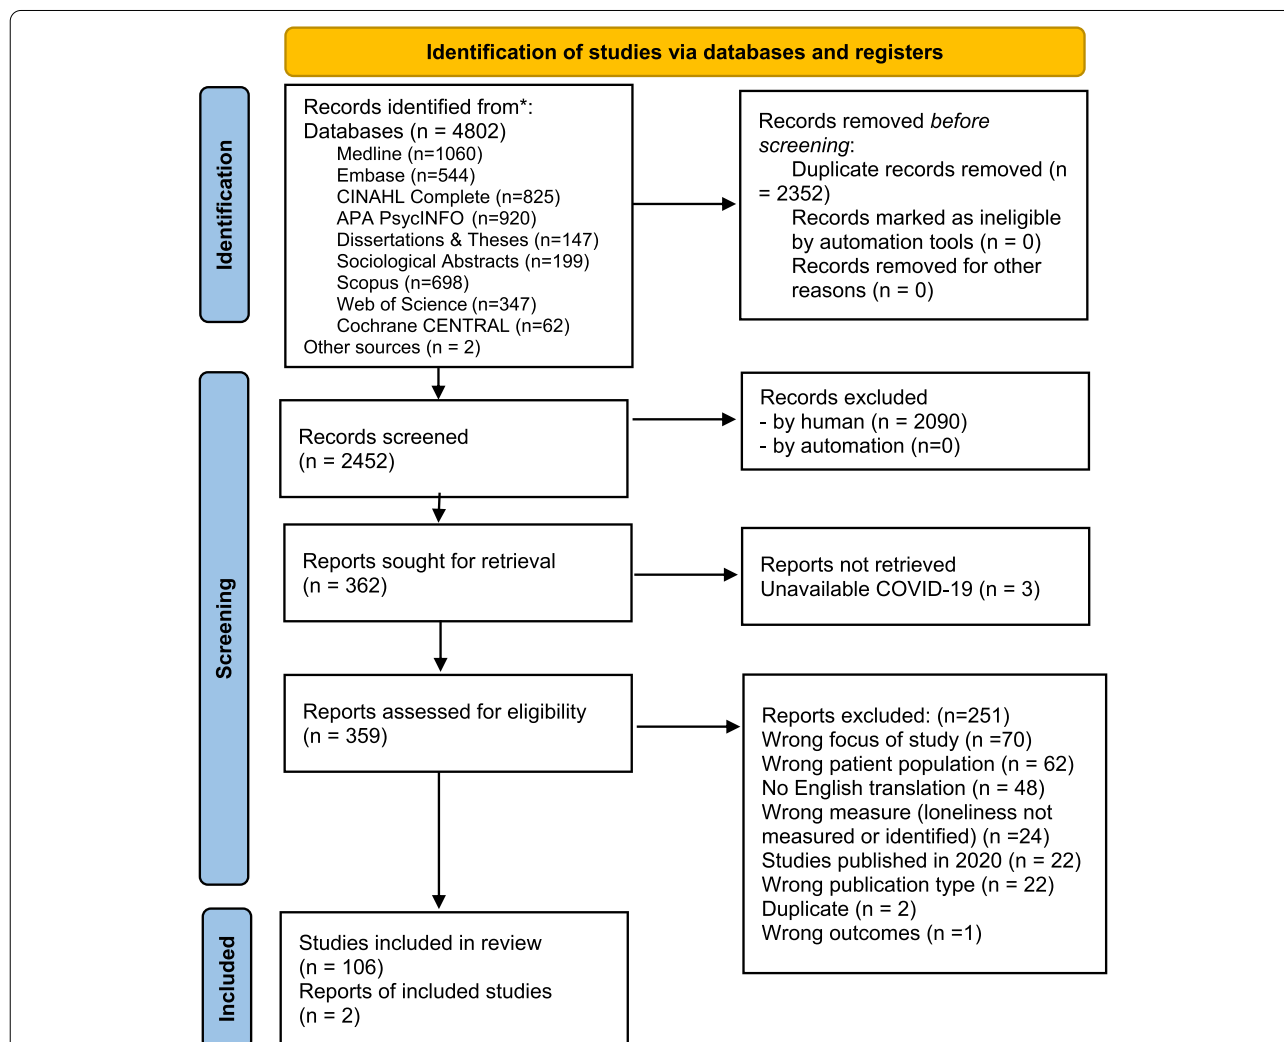 Identification of studies via databases and registers
Identification
Records identified from*:
Databases (n = 4802)
Medline (n=1060)
Embase (n=544)
CINAHL Complete (n=825)
APA PsycINFO (n=920)
Dissertations & Theses (n=147)
Sociological Abstracts (n=199)
Scopus (n=698)
Web of Science (n=347)
Cochrane CENTRAL (n=62)
Other sources (n = 2)
Records removed before
screening:
Duplicate records removed (n
= 2352)
Records marked as ineligible
by automation tools (n = 0)
Records removed for other
reasons (n = 0)
Screening
Records screened
(n = 2452)
Records excluded
- by human (n = 2090)
- by automation (n=0)
Reports sought for retrieval
(n = 362)
Reports not retrieved
Unavailable COVID-19 (n = 3)
Reports assessed for eligibility
(n = 359)
Reports excluded: (n=251)
Wrong focus of study (n =70)
Wrong patient population (n = 62)
No English translation (n = 48)
Wrong measure (loneliness not
measured or identified) (n =24)
Studies published in 2020 (n = 22)
Wrong publication type (n = 22)
Duplicate (n = 2)
Wrong outcomes (n =1)
Included
Studies included in review
(n = 106)
Reports of included studies
(n = 2)